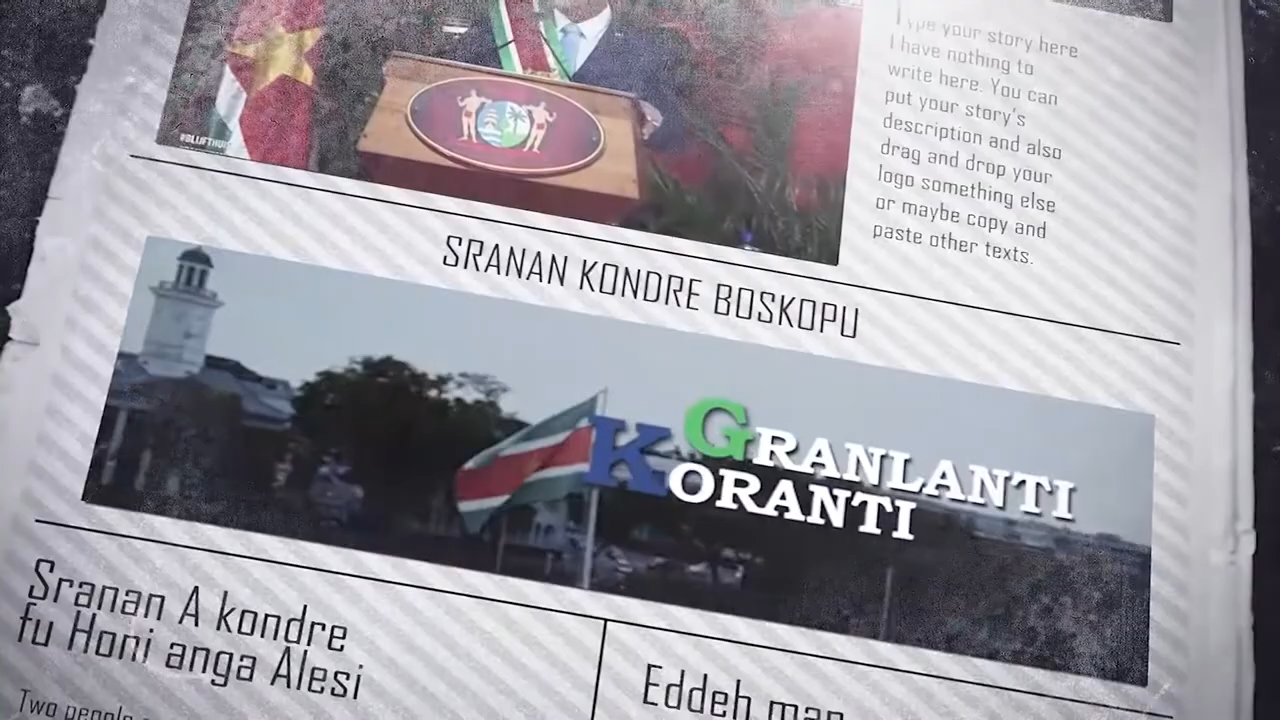 Type your story here
I have nothing to
write here. You can
put your story's
description and also
drag and drop your
logo something else
or maybe copy and
paste other texts.
SRANAN KONDRE BOSKOPU
GRANLANTI
KORANTI
Sranan A kondre
fu Honi anga Alesi
Two people
Eddeh man